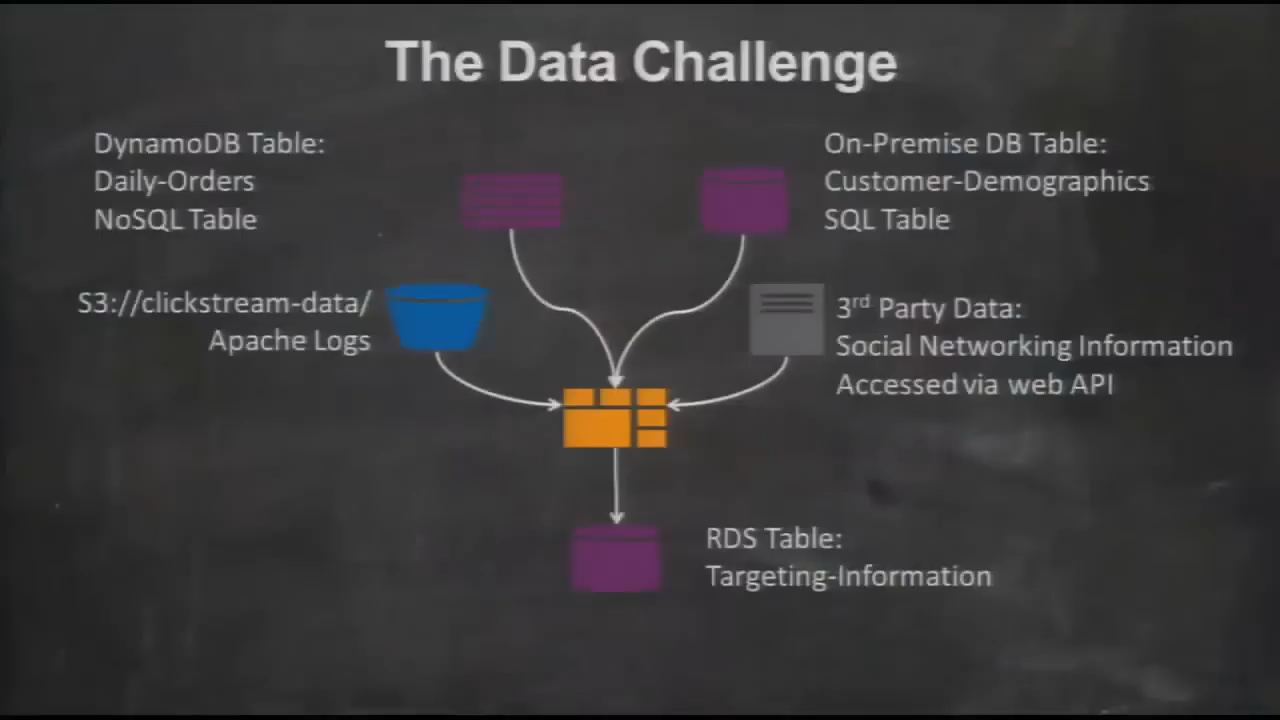 The Data Challenge
DynamoDB Table:
Daily-Orders
NoSQL Table
On-Premise DB Table:
Customer-Demographics
SQL Table
S3://clickstream-data/
Apache Logs
3rd Party Data:
Social Networking Information
Accessed via web API
RDS Table:
Targeting-Information